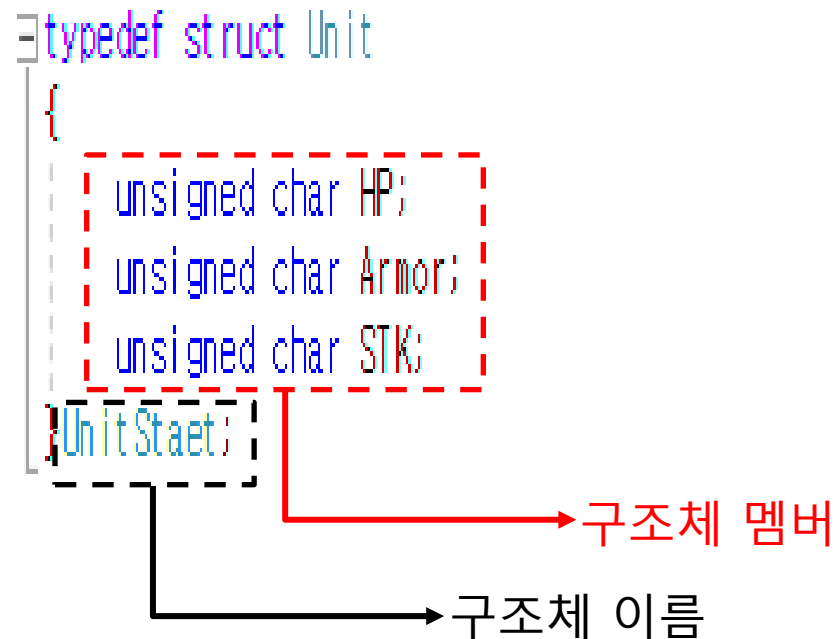 typedef struct Unit
{
unsigned char HP;
unsigned char Armor;
unsigned char STK;
}UnitStaet;
구조체 멤버
구조체 이름